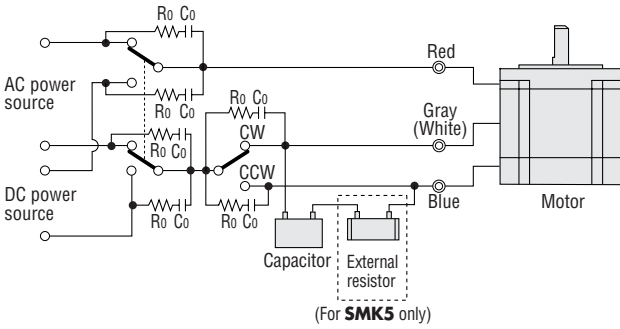 R0 C0
Red
AC power
source
R0 C0
R0 C0
Gray
(White)
R0 C0
CW
CCW
DC power
source
R0 C0
R0 C0
Blue
Motor
Capacitor
External
resistor
(For SMK5 only)